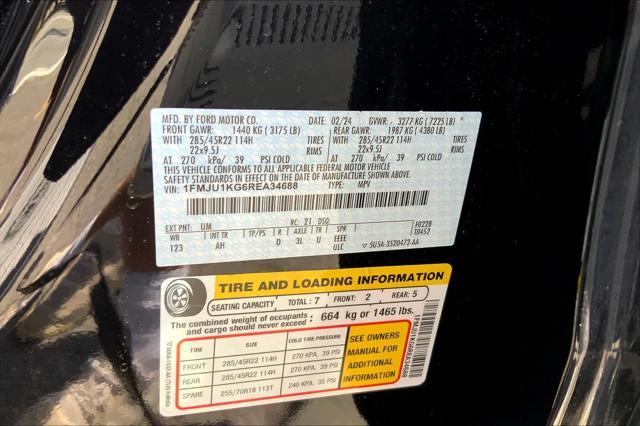 MFD. BY FORD MOTOR CO. 02/24 GVWR: 3277 KG ( 7225 LB)
FRONT GAWR: 1440 KG ( 3175 LB) REAR GAWR: 1987 KG ( 4380 LB)
WITH 285/45R22 114H TIRES WITH 285/45R22 114H TIRES
22x9.5J RIMS 22x9.5J RIMS
AT 270 kPa/ 39 PSI COLD AT 270 kPa/ 39 PSI COLD
THIS VEHICLE CONFORMS TO ALL APPLICABLE FEDERAL MOTOR VEHICLE
SAFETY STANDARDS IN EFFECT ON THE DATE OF MANUFACTURE SHOWN ABOVE.
VIN: 1FMJU1KG6REA34688 TYPE: MPV
EXT PNT: UM RC: 21 DSO: F0228
WB INT TR TP/PS R AXLE TR SPR T0452
123 AH D 3L U EEEE
ULC 5USA-3520472-AA
TIRE AND LOADING INFORMATION
SEATING CAPACITY TOTAL : 7 FRONT: 2 REAR: 5
The combined weight of occupants and cargo should never exceed : 664 kg or 1465 lbs.
TIRE SIZE COLD TIRE PRESSURE
FRONT 285/45R22 114H 270 KPA, 39 PSI
REAR 285/45R22 114H 270 KPA, 39 PSI
SPARE 255/70R18 113T 240 KPA, 35 PSI
SEE OWNERS
MANUAL FOR
ADDITIONAL
INFORMATION
1FMJU1KG6REA34688